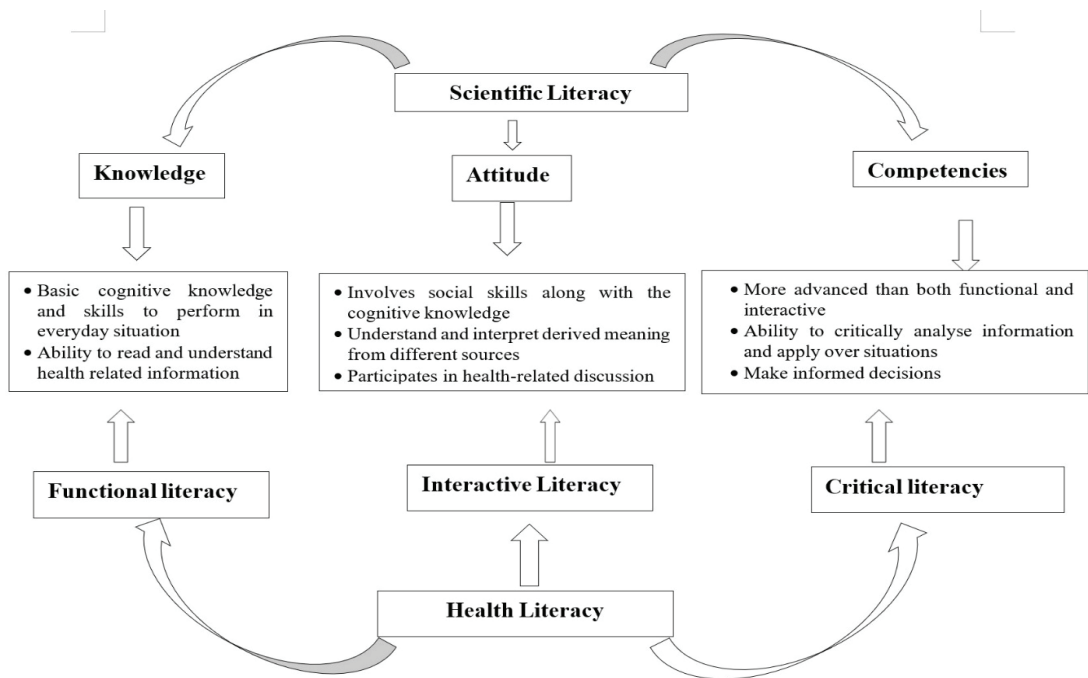 Scientific Literacy
Knowledge
Attitude
Competencies
• Basic cognitive knowledge
and skills to perform in
everyday situation
• Ability to read and understand
health related information
• Involves social skills along with the
cognitive knowledge
• Understand and interpret derived meaning
from different sources
• Participates in health-related discussion
• More advanced than both functional and
interactive
• Ability to critically analyse information
and apply over situations
• Make informed decisions
Functional literacy
Interactive Literacy
Critical literacy
Health Literacy